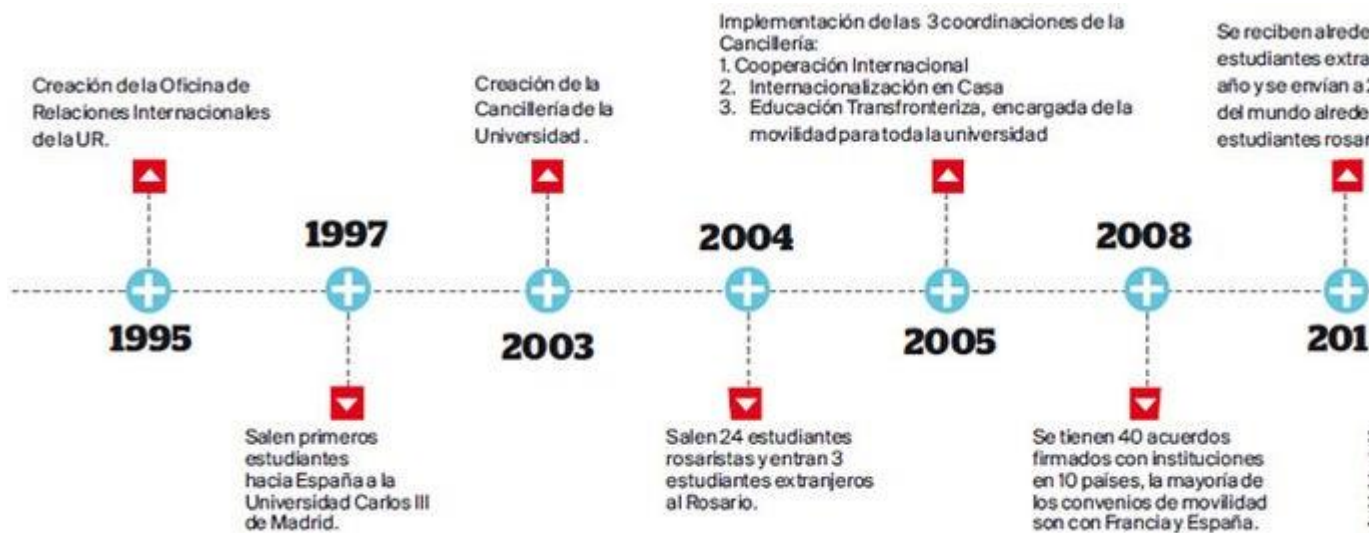 Creación de la Oficina de
Relaciones Internacionales
de la UR.
1995
1997
Salen primeros
estudiantes
hacia España a la
Universidad Carlos III
de Madrid.
Creación de la
Cancillería de la
Universidad.
2003
2004
Salen 24 estudiantes
rosaristas y entran 3
estudiantes extranjeros
al Rosario.
Implementación de las 3 coordinaciones de la
Cancillería:
1. Cooperación Internacional
2. Internacionalización en Casa
3. Educación Transfronteriza, encargada de la
movilidad para toda la universidad
2005
2008
Se tienen 40 acuerdos
firmados con instituciones
en 10 países, la mayoría de
los convenios de movilidad
son con Francia y España.
Se reciben alrede
estudiantes extra
año y se envían a 2
del mundo alrede
estudiantes rosar
201